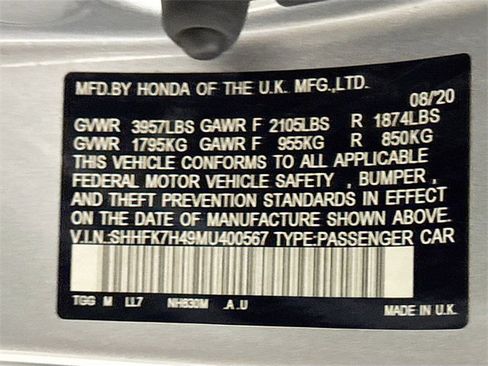 MFD.BY HONDA OF THE U.K. MFG.,LTD.
08/'20
GVWR 3957LBS GAWR F 2105LBS R 1874LBS
GVWR 1795KG GAWR F 955KG R 850KG
THIS VEHICLE CONFORMS TO ALL APPLICABLE
FEDERAL MOTOR VEHICLE SAFETY , BUMPER ,
AND THEFT PREVENTION STANDARDS IN EFFECT
ON THE DATE OF MANUFACTURE SHOWN ABOVE.
V.I.N.:SHHFK7H49MU400567 TYPE:PASSENGER CAR
TGG M LL7 NH830M .A .U MADE IN U.K.